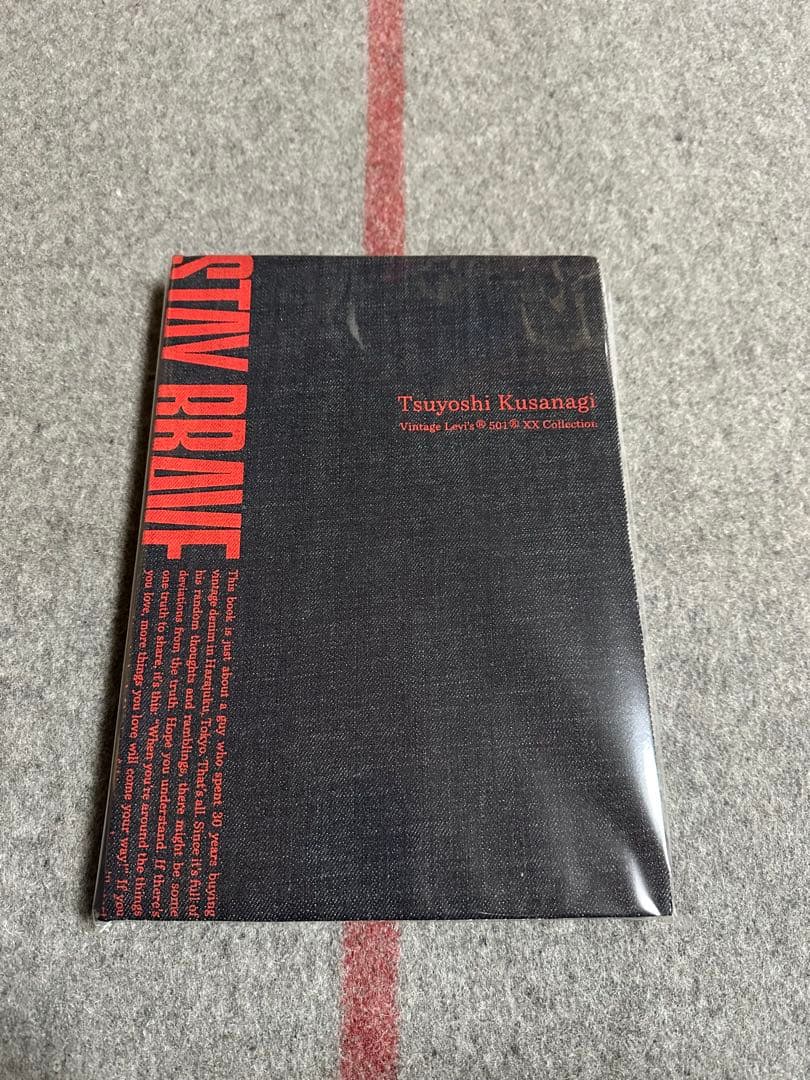 STAY BRAVE
Tsuyoshi Kusanagi
Vintage Levi's® 501® XX Collection
This book is just about a guy who spent 30 years buying
vintage denim in Harajuku, Tokyo. That's all. Since it's full of
his random thoughts and ramblings, there might be some
deviations from the truth. Hope you understand. If there's
one truth to share, it's this: "When you're around the things
you love, more things you love will come your way!" If you